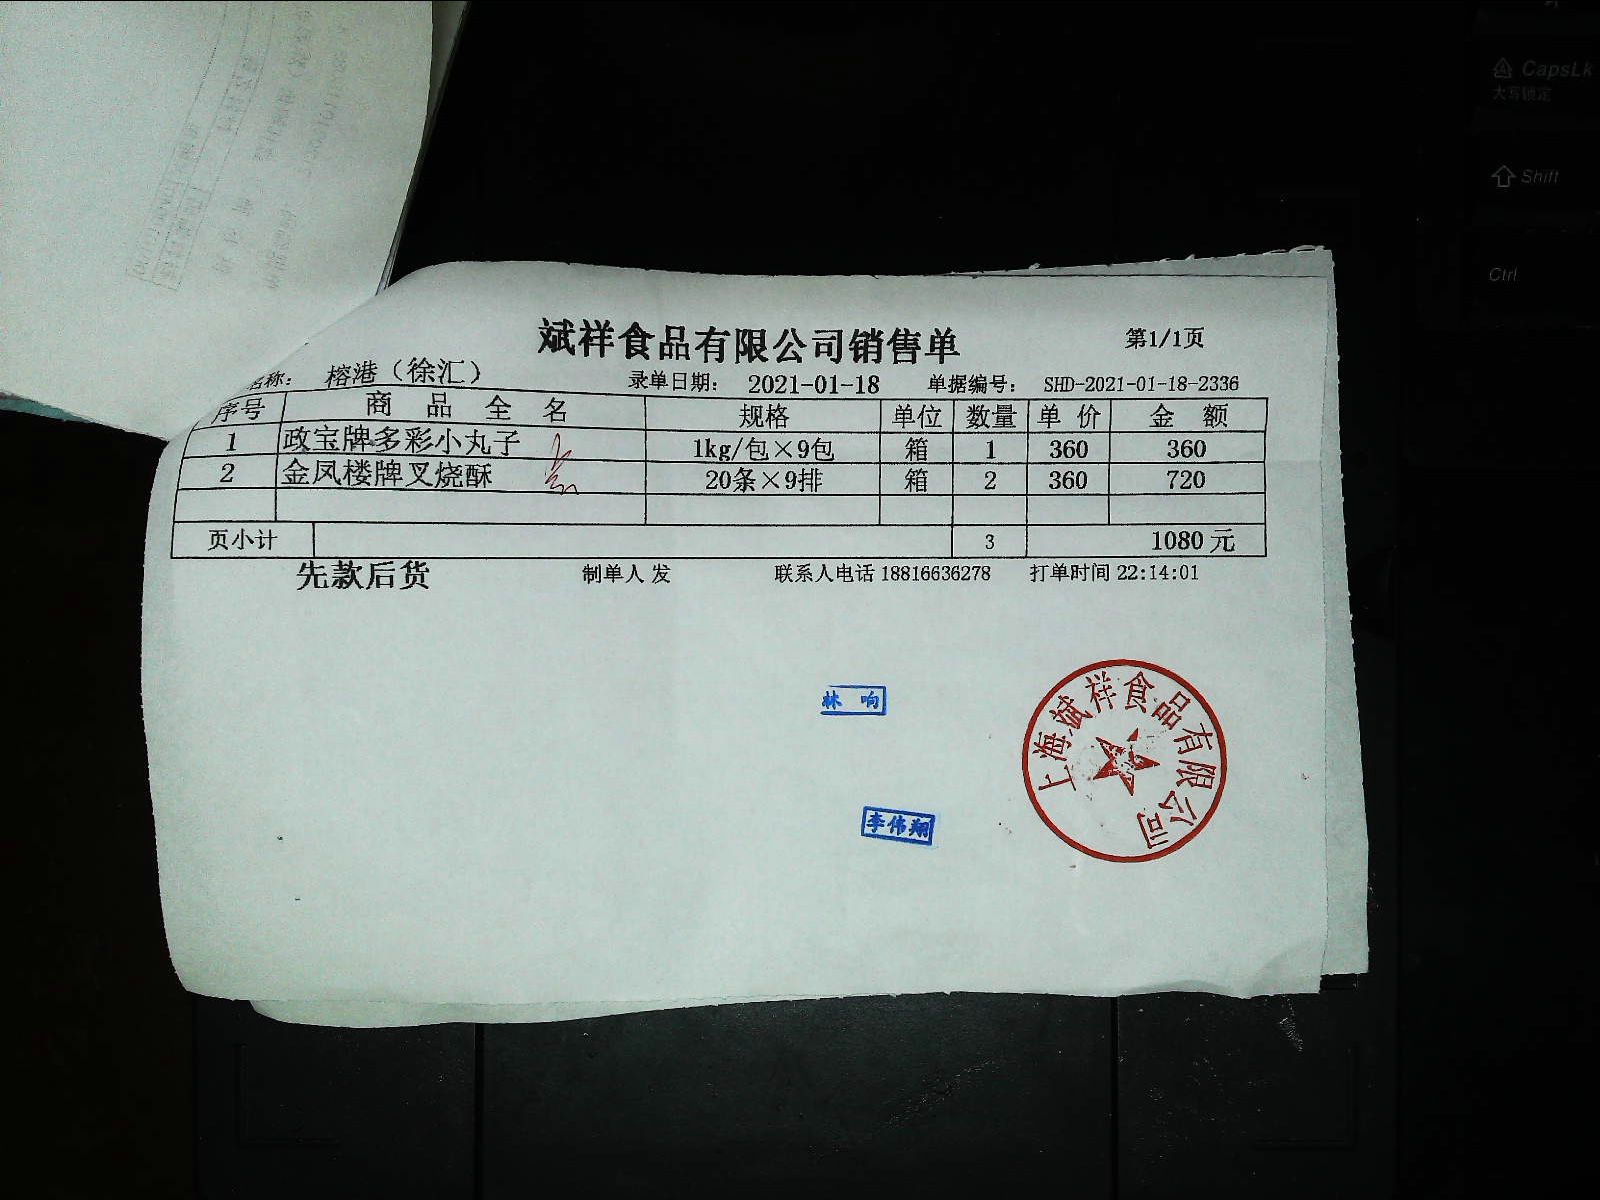 斌祥食品有限公司销售单
第1/1页
名称： 榕港（徐汇） 录单日期： 2021-01-18 单据编号： SHD-2021-01-18-2336
序号 商品全名 规格 单位 数量 单价 金额
1 政宝牌多彩小丸子 1kg/包×9包 箱 1 360 360
2 金凤楼牌叉烧酥 20条×9排 箱 2 360 720
页小计 3 1080元
先款后货 制单人 发 联系人电话 18816636278 打单时间 22:14:01
林响
上海斌祥食品有限公司
李伟翔
CapsLk
大写锁定
Shift
Ctrl